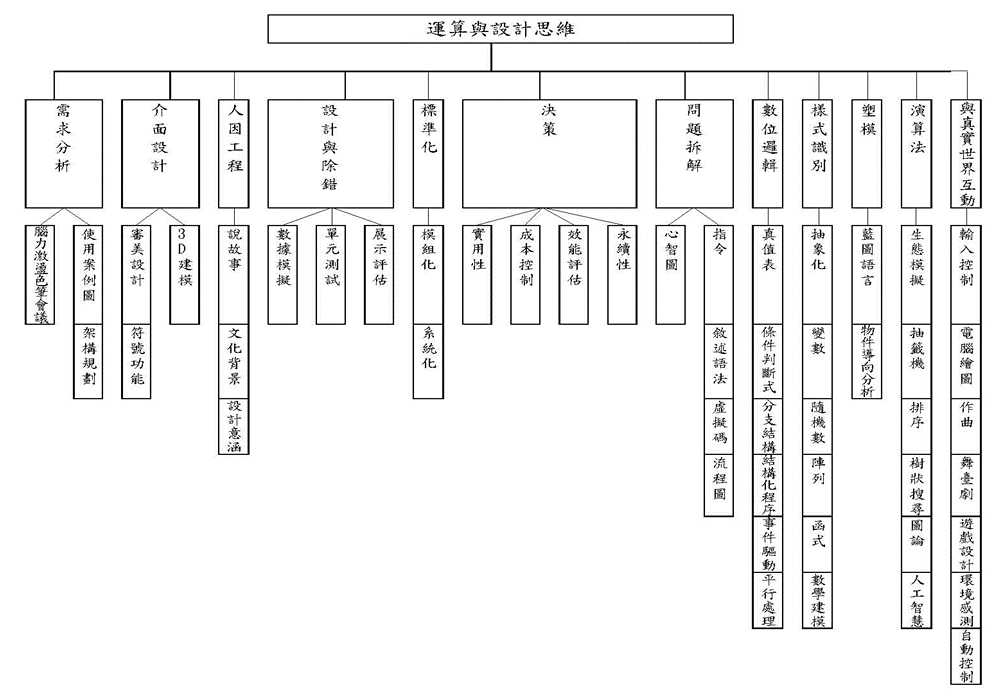 運算與設計思維
需求分析
介面設計
人因工程
設計與除錯
標準化
決策
問題拆解
數位邏輯
樣式識別
塑模
演算法
與真實世界互動
腦力激盪色筆會議
使用案例圖
架構規劃
審美設計
符號功能
3D建模
說故事
文化背景
設計意涵
數據模擬
單元測試
展示評估
模組化
系統化
實用性
成本控制
效能評估
永續性
心智圖
指令
敘述語法
虛擬碼
流程圖
真值表
條件判斷式
分支結構
結構化程序
事件驅動
平行處理
抽象化
變數
隨機數
陣列
函式
數學建模
藍圖語言
物件導向分析
生態模擬
抽籤機
排序
樹狀搜尋
圖論
人工智慧
輸入控制
電腦繪圖
作曲
舞臺劇
遊戲設計
環境感測
自動控制